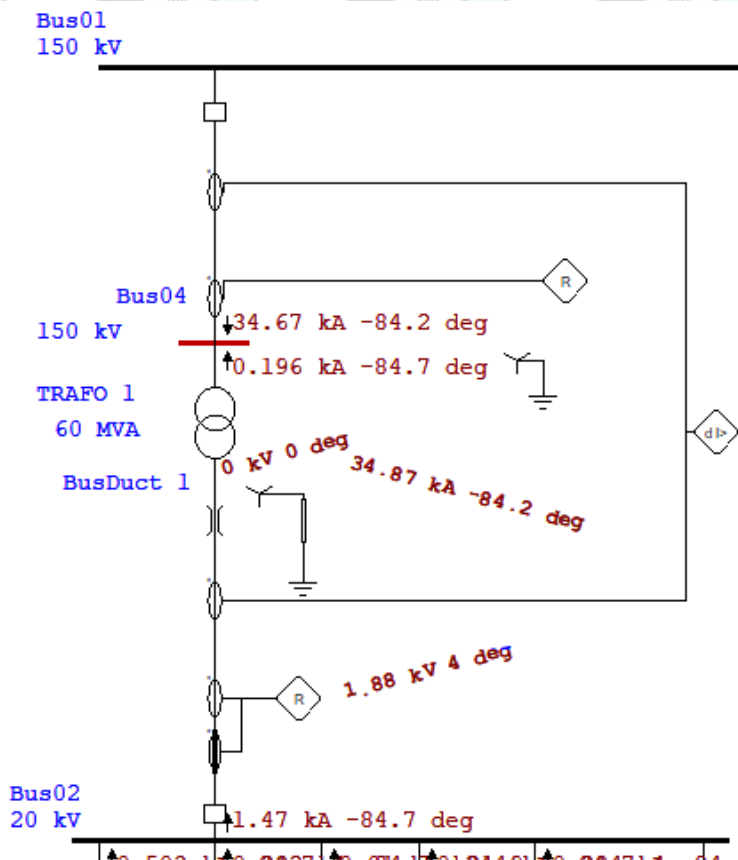 Bus01
150 kV
R
Bus04
34.67 kA -84.2 deg
150 kV
0.196 kA -84.7 deg
TRAFO 1
60 MVA
dI>
0 kV 0 deg
34.87 kA -84.2 deg
BusDuct 1
1.88 kV 4 deg
R
Bus02
20 kV
1.47 kA -84.7 deg